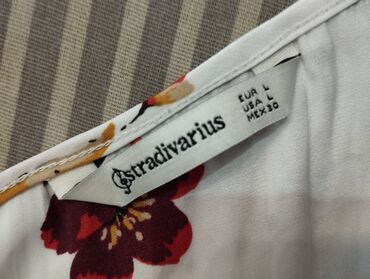 stradivarius
EUR L
USA L
MEX 30